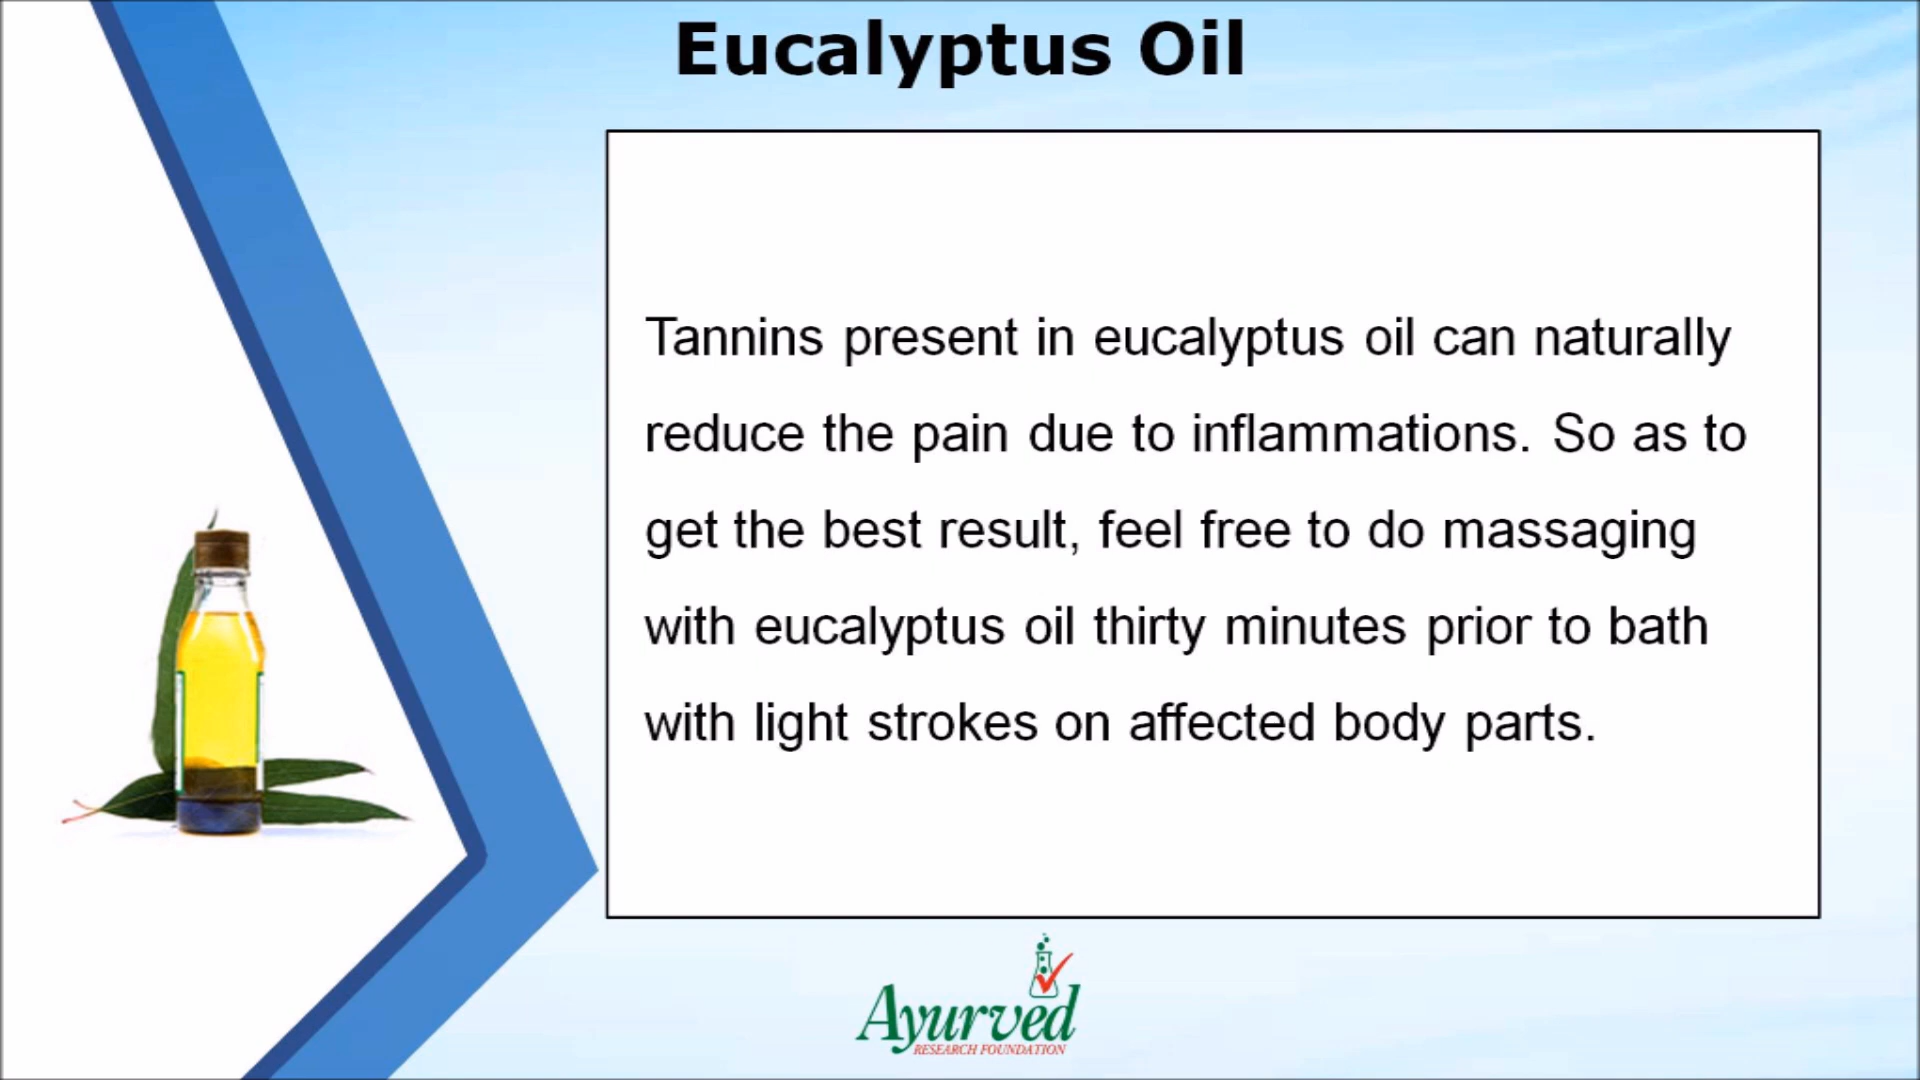 Eucalyptus Oil
Tannins present in eucalyptus oil can naturally
reduce the pain due to inflammations. So as to
get the best result, feel free to do massaging
with eucalyptus oil thirty minutes prior to bath
with light strokes on affected body parts.
Ayurved
RESEARCH FOUNDATION